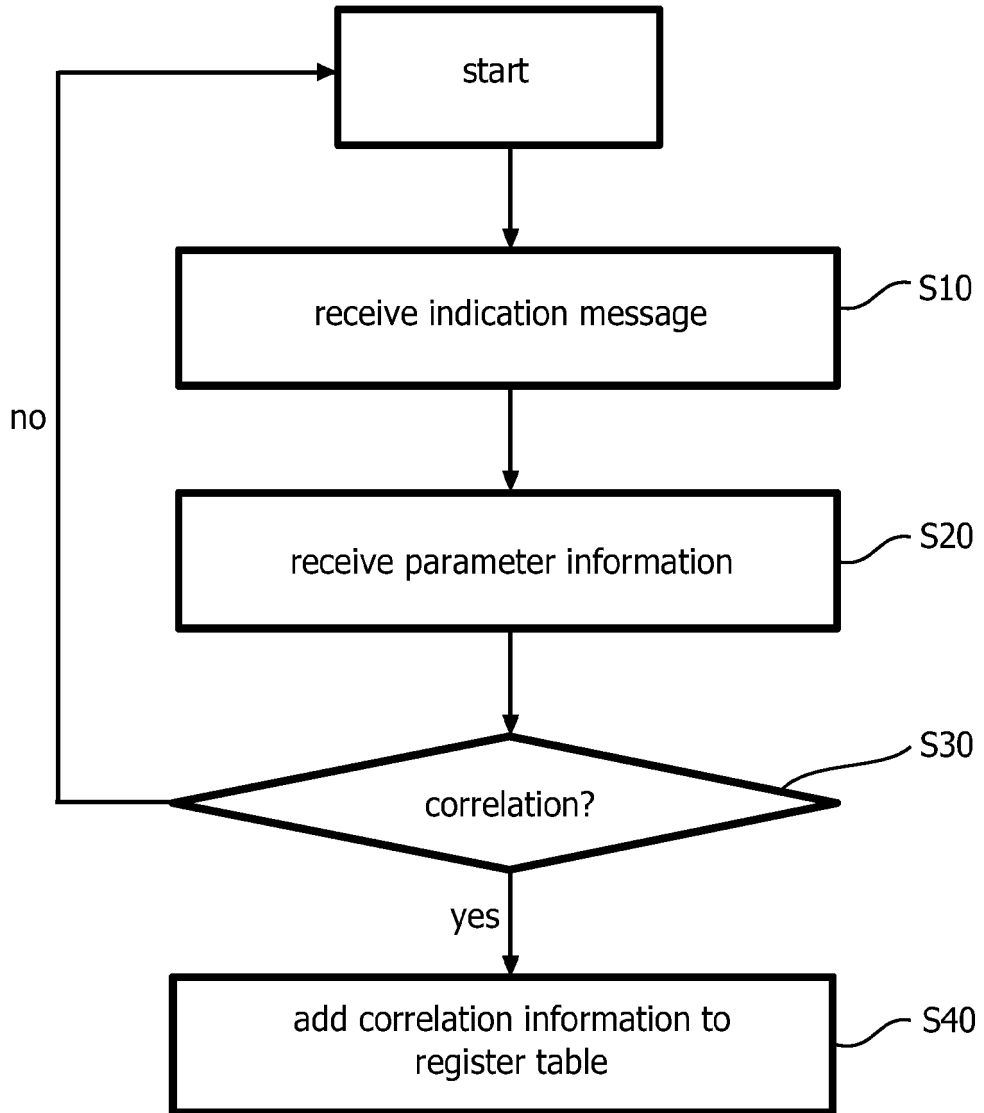 start
receive indication message
S10
no
receive parameter information
S20
correlation?
S30
yes
add correlation information to
register table
S40